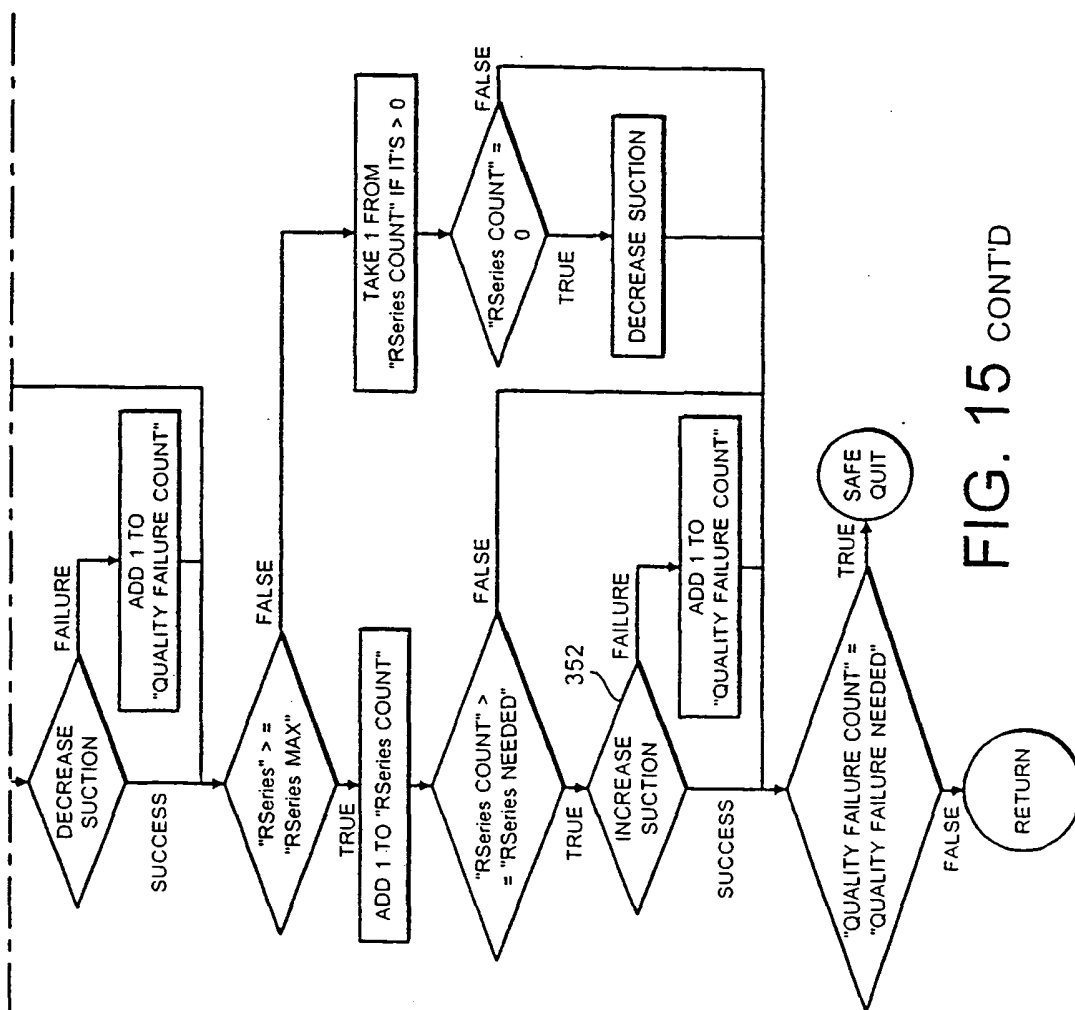 DECREASE
SUCTION
FAILURE
ADD 1 TO
"QUALITY FAILURE COUNT"
SUCCESS
"RSeries" > =
"RSeries MAX"
FALSE
TRUE
TAKE 1 FROM
"RSeries COUNT" IF IT'S > 0
ADD 1 TO "RSeries COUNT"
"RSeries COUNT" =
0
FALSE
TRUE
DECREASE SUCTION
"RSeries COUNT" >
= "RSeries NEEDED"
FALSE
TRUE
352
INCREASE
SUCTION
FAILURE
ADD 1 TO
"QUALITY FAILURE COUNT"
SUCCESS
"QUALITY FAILURE COUNT" =
"QUALITY FAILURE NEEDED"
TRUE
SAFE
QUIT
FALSE
RETURN
FIG. 15 CONT'D